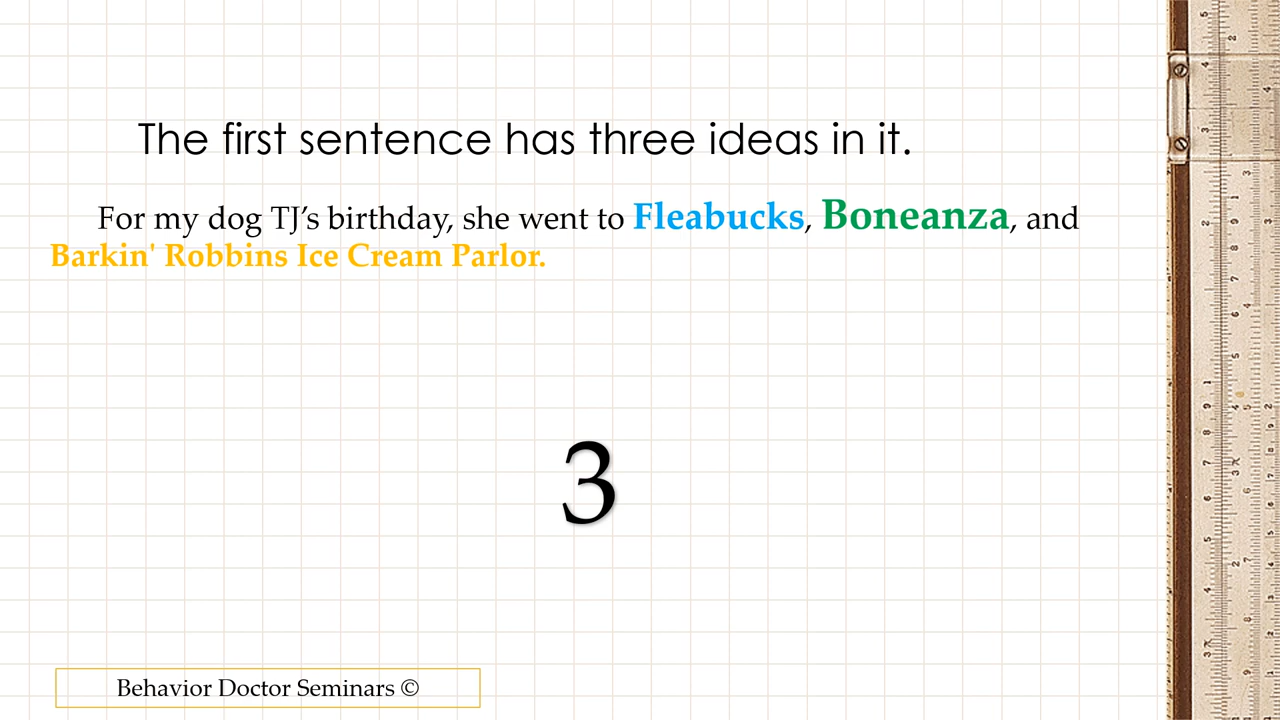 The first sentence as three ideas in it.
For my dog TJ’s birthday, she went to Fleabucks, Boneanza, and
Barkin' Robbins Ice Cream Parlor.
3
Behavior Doctor Seminars ©